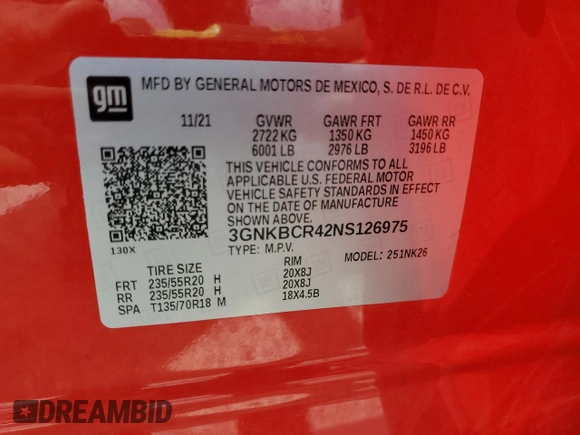 gm
MFD BY GENERAL MOTORS DE MEXICO, S. DE R.L. DE C.V.
11/21 GVWR GAWR FRT GAWR RR
2722 KG 1350 KG 1450 KG
6001 LB 2976 LB 3196 LB
THIS VEHICLE CONFORMS TO ALL
APPLICABLE U.S. FEDERAL MOTOR
VEHICLE SAFETY STANDARDS IN EFFECT
ON THE DATE OF MANUFACTURE
SHOWN ABOVE.
3GNKBCR42NS126975
130X TYPE: M.P.V. MODEL: 251NK26
TIRE SIZE RIM
FRT 235/55R20 H 20X8J
RR 235/55R20 H 20X8J
SPA T135/70R18 M 18X4.5B
DREAMBID